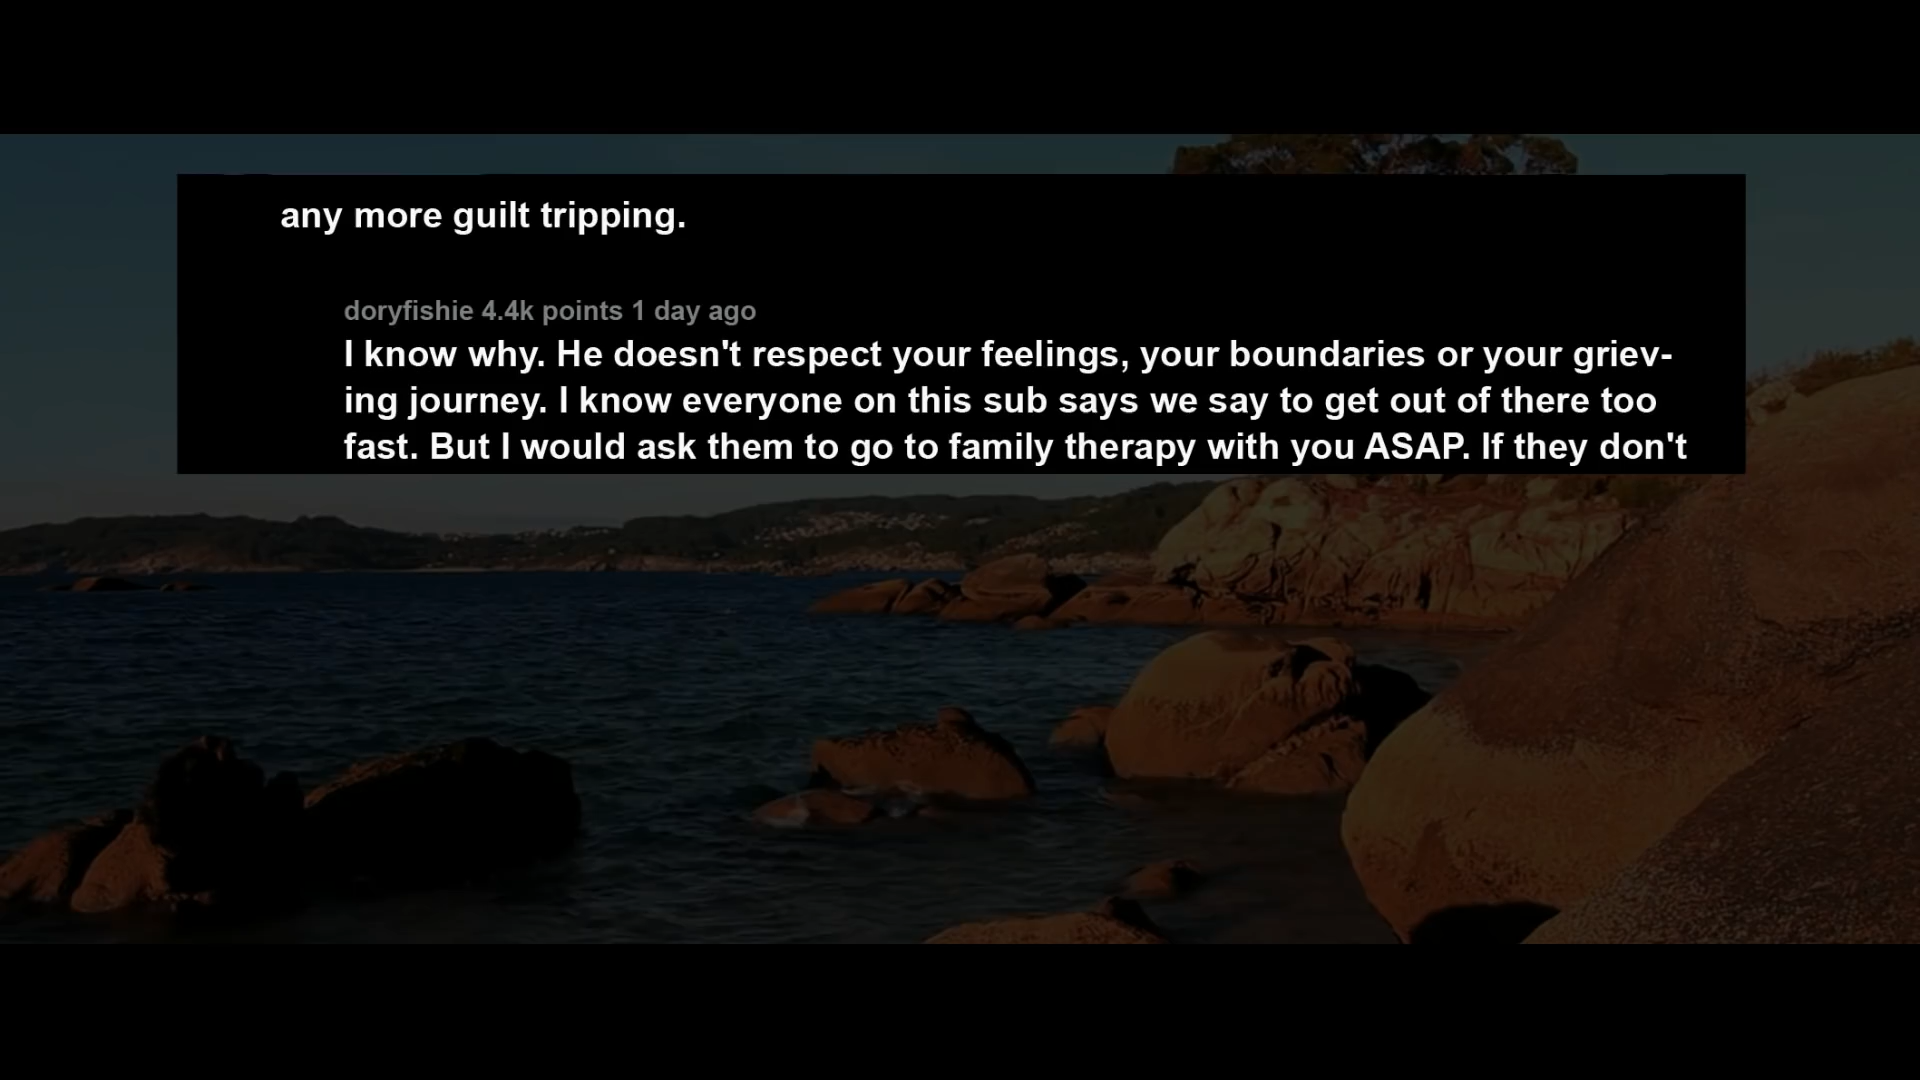 any more guilt tripping.
doryfishie 4.4k points 1 day ago
I know why. He doesn't respect your feelings, your boundaries or your griev-
ing journey. I know everyone on this sub says we say to get out of there too
fast. But I would ask them to go to family therapy with you ASAP. If they don't